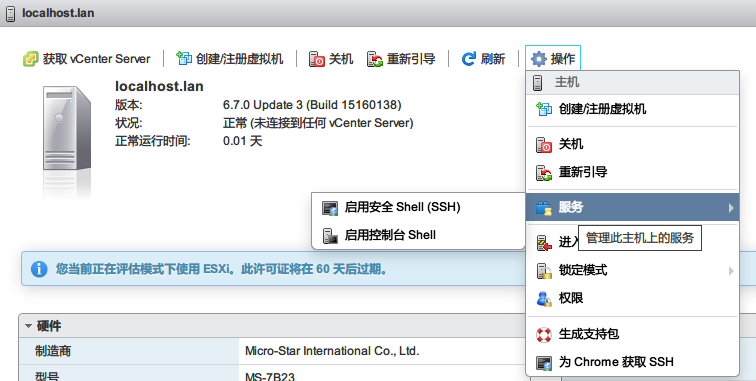 localhost.lan
获取 vCenter Server 创建/注册虚拟机 关机 重新引导 刷新 操作
localhost.lan
版本: 6.7.0 Update 3 (Build 15160138)
状况: 正常 (未连接到任何 vCenter Server)
正常运行时间: 0.01 天
主机
创建/注册虚拟机
关机
重新引导
服务
启用安全 Shell (SSH)
启用控制台 Shell
管理此主机上的服务
进入
锁定模式
权限
生成支持包
为 Chrome 获取 SSH
您当前正在评估模式下使用 ESXi。此许可证将在 60 天后过期。
硬件
制造商 Micro-Star International Co., Ltd.
型号 MS-7B23